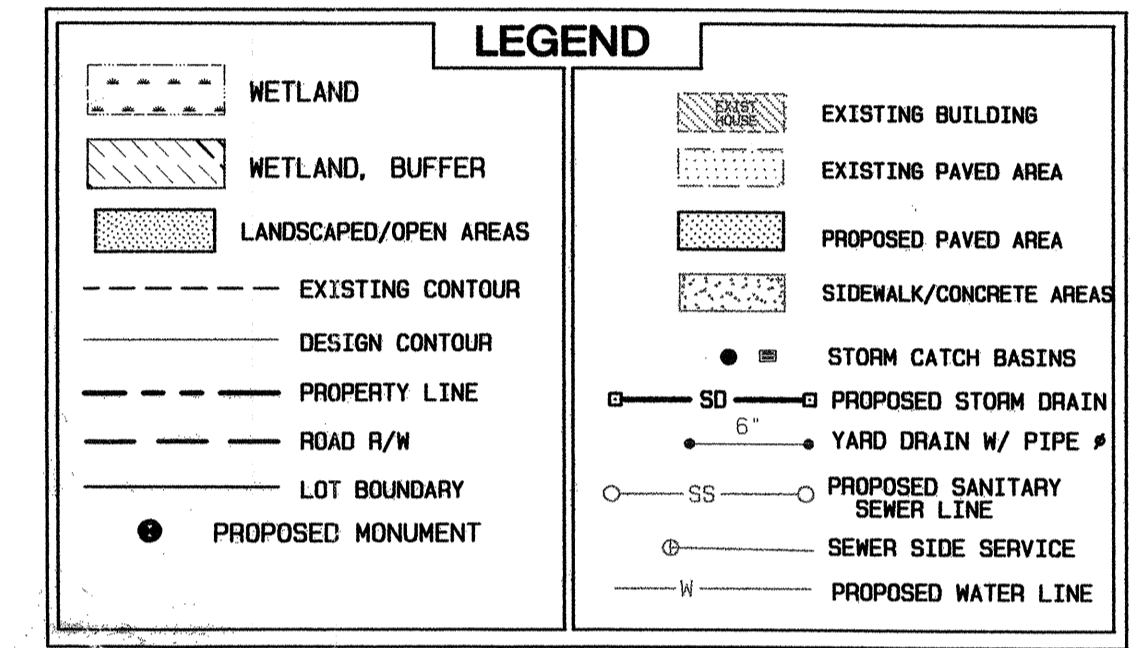 LEGEND
WETLAND
WETLAND, BUFFER
LANDSCAPED/OPEN AREAS
EXISTING CONTOUR
DESIGN CONTOUR
PROPERTY LINE
ROAD R/W
LOT BOUNDARY
PROPOSED MONUMENT
EXIST
HOUSE
EXISTING BUILDING
EXISTING PAVED AREA
PROPOSED PAVED AREA
SIDEWALK/CONCRETE AREAS
STORM CATCH BASINS
SD PROPOSED STORM DRAIN
6" YARD DRAIN W/ PIPE ø
SS PROPOSED SANITARY
SEWER LINE
SEWER SIDE SERVICE
W PROPOSED WATER LINE